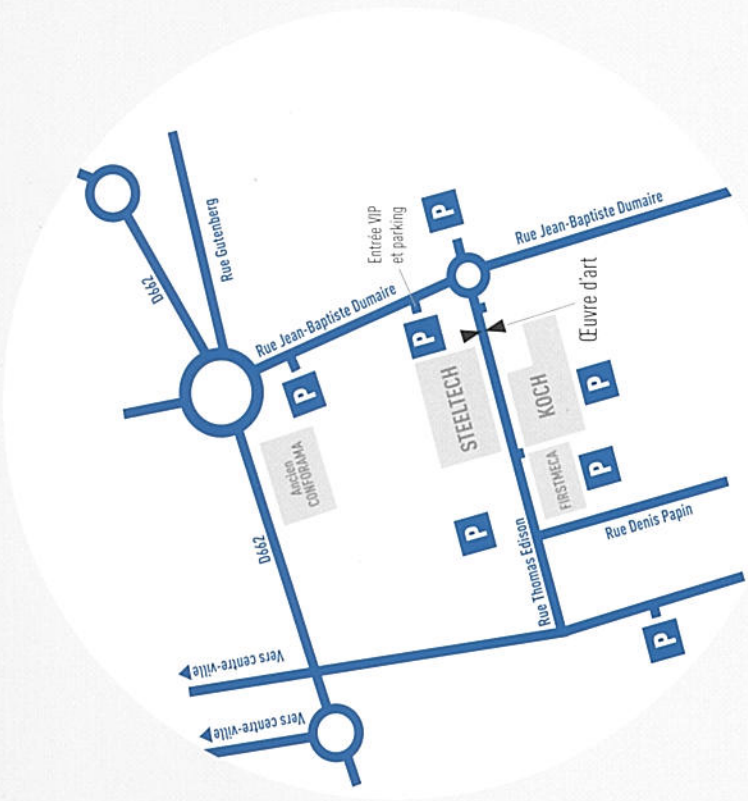 D662
Rue Gutenberg
Entrée VIP
et parking
P
Rue Jean-Baptiste Dumaire
Rue Jean-Baptiste Dumaire
P
P
Œuvre d'art
STEELTECH
KOCH
P
Ancien
CONFORAMA
FIRSTMECA
P
D662
P
Rue Thomas Edison
Rue Denis Papin
P
Vers centre-ville
Vers centre-ville
P